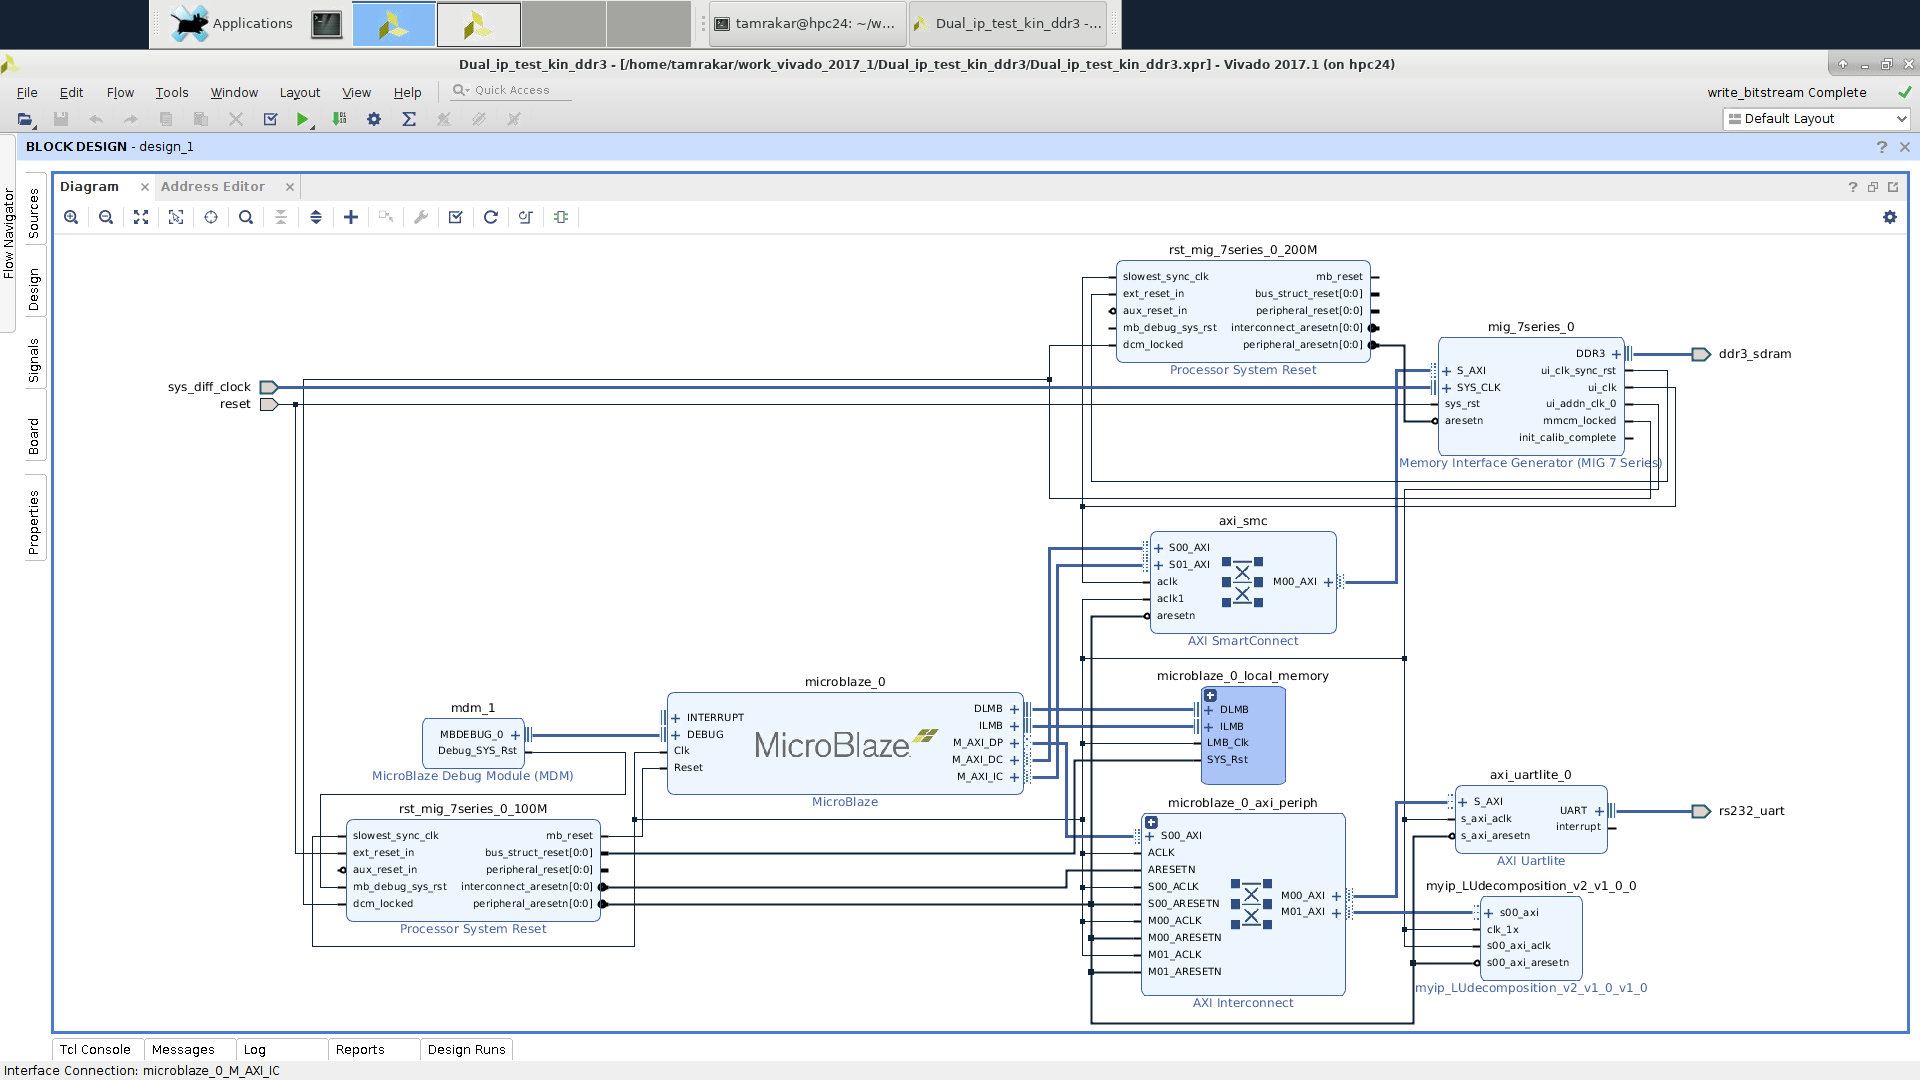 Applications
tamrakar@hpc24: ~/w...
Dual_ip_test_kin_ddr3 -...
Dual_ip_test_kin_ddr3 - [/home/tamrakar/work_vivado_2017_1/Dual_ip_test_kin_ddr3/Dual_ip_test_kin_ddr3.xpr] - Vivado 2017.1 (on hpc24)
File Edit Flow Tools Window Layout View Help Quick Access
write_bitstream Complete
Default Layout
BLOCK DESIGN - design_1
Flow Navigator
Sources
Design
Signals
Board
Properties
Diagram
Address Editor
sys_diff_clock
reset
rst_mig_7series_0_200M
slowest_sync_clk
ext_reset_in
aux_reset_in
mb_debug_sys_rst
dcm_locked
mb_reset
bus_struct_reset[0:0]
peripheral_reset[0:0]
interconnect_aresetn[0:0]
peripheral_aresetn[0:0]
Processor System Reset
mig_7series_0
S_AXI
SYS_CLK
sys_rst
aresetn
DDR3
ui_clk_sync_rst
ui_clk
ui_addn_clk_0
mmcm_locked
init_calib_complete
Memory Interface Generator (MIG 7 Series)
ddr3_sdram
axi_smc
S00_AXI
S01_AXI
aclk
aclk1
aresetn
M00_AXI
AXI SmartConnect
mdm_1
MBDEBUG_0
Debug_SYS_Rst
MicroBlaze Debug Module (MDM)
microblaze_0
INTERRUPT
DEBUG
Clk
Reset
MicroBlaze
DLMB
ILMB
M_AXI_DP
M_AXI_DC
M_AXI_IC
MicroBlaze
microblaze_0_local_memory
DLMB
ILMB
LMB_Clk
SYS_Rst
rst_mig_7series_0_100M
slowest_sync_clk
ext_reset_in
aux_reset_in
mb_debug_sys_rst
dcm_locked
mb_reset
bus_struct_reset[0:0]
peripheral_reset[0:0]
interconnect_aresetn[0:0]
peripheral_aresetn[0:0]
Processor System Reset
microblaze_0_axi_periph
S00_AXI
ACLK
ARESETN
S00_ACLK
S00_ARESETN
M00_ACLK
M00_ARESETN
M01_ACLK
M01_ARESETN
M00_AXI
M01_AXI
AXI Interconnect
axi_uartlite_0
S_AXI
s_axi_aclk
s_axi_aresetn
UART
interrupt
AXI Uartlite
rs232_uart
myip_LUdecomposition_v2_v1_0_0
s00_axi
clk_1x
s00_axi_aclk
s00_axi_aresetn
myip_LUdecomposition_v2_v1_0_v1_0
Tcl Console
Messages
Log
Reports
Design Runs
Interface Connection: microblaze_0_M_AXI_IC